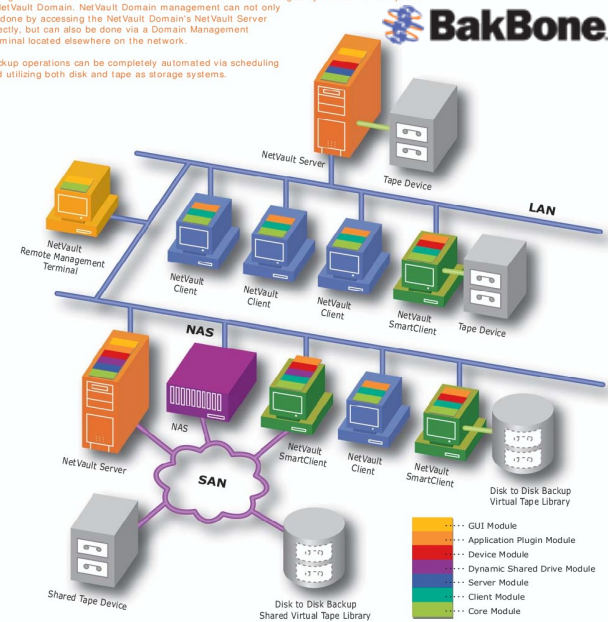 NetVault Domain. NetVault Domain management can not only
done by accessing the NetVault Domain's NetVault Server
ectly, but can also be done via a Domain Management
minal located elsewhere on the network.
ckup operations can be completely automated via scheduling
d utilizing both disk and tape as storage systems.
BakBone
NetVault Server
Tape Device
LAN
NetVault
Remote Management
Terminal
NetVault
Client
NetVault
Client
NetVault
Client
NetVault
SmartClient
Tape Device
NAS
NetVault Server
NAS
NetVault
SmartClient
NetVault
Client
NetVault
SmartClient
Disk to Disk Backup
Virtual Tape Library
SAN
Shared Tape Device
Disk to Disk Backup
Shared Virtual Tape Library
GUI Module
Application Plugin Module
Device Module
Dynamic Shared Drive Module
Server Module
Client Module
Core Module